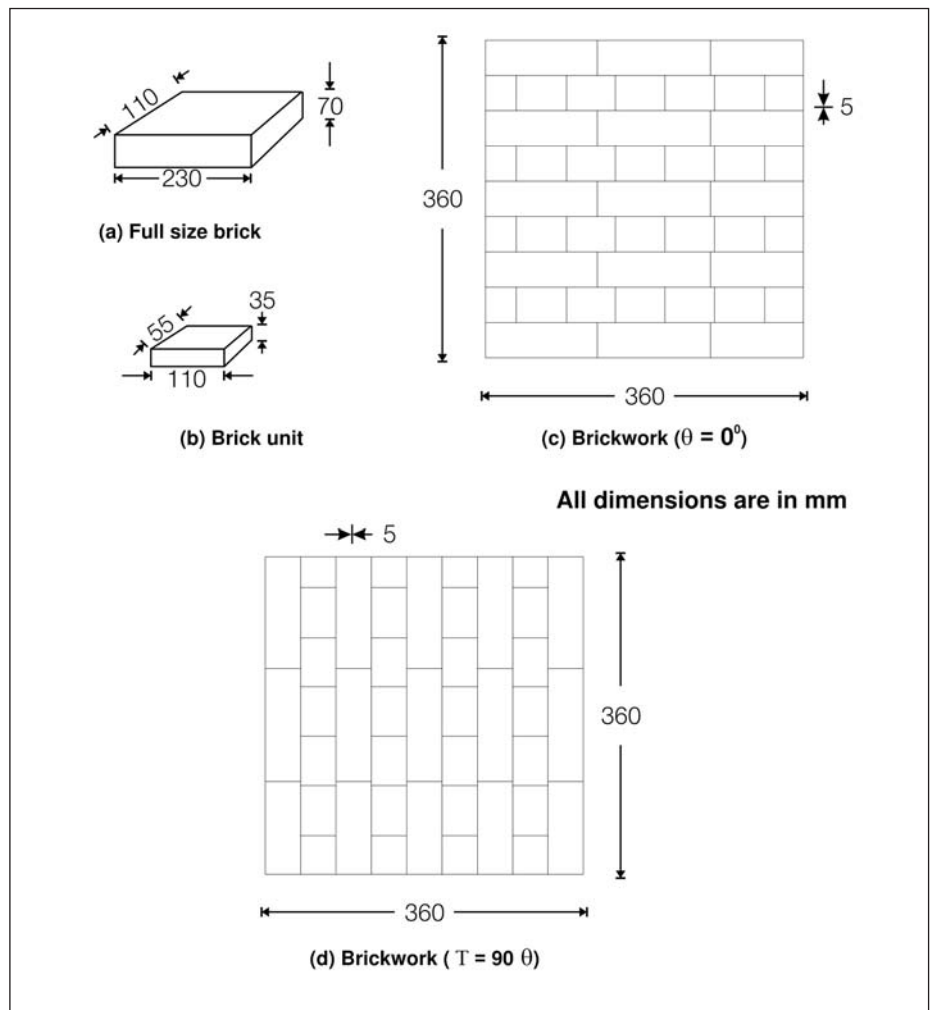 110
70
230
(a) Full size brick
55
35
110
(b) Brick unit
360
5
360
(c) Brickwork (θ = 0⁰)
All dimensions are in mm
5
360
360
(d) Brickwork ( T = 90 θ)